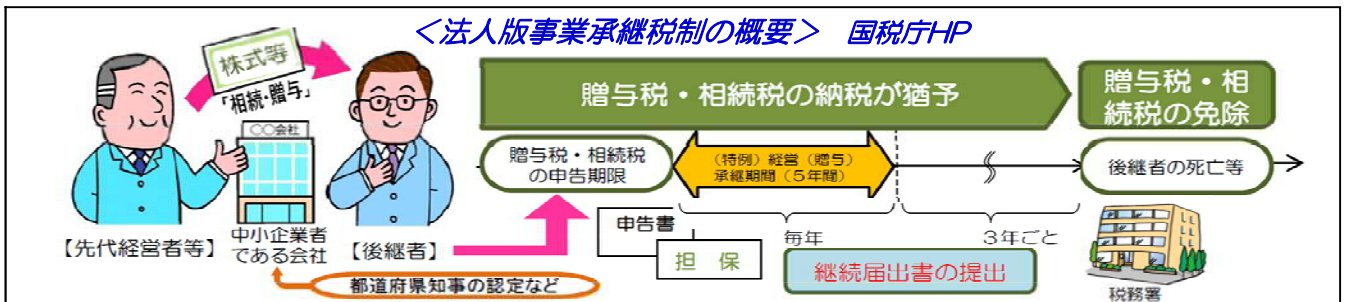 <法人版事業承継税制の概要> 国税庁HP
株式等
「相続・贈与」
〇〇会社
【先代経営者等】
中小企業者
である会社
【後継者】
都道府県知事の認定など
贈与税・相続税の納税が猶予
贈与税・相
続税の免除
贈与税・相続税
の申告期限
(特例)経営(贈与)
承継期間(5年間)
後継者の死亡等
申告書
担 保
毎年
3年ごと
継続届出書の提出
税務署